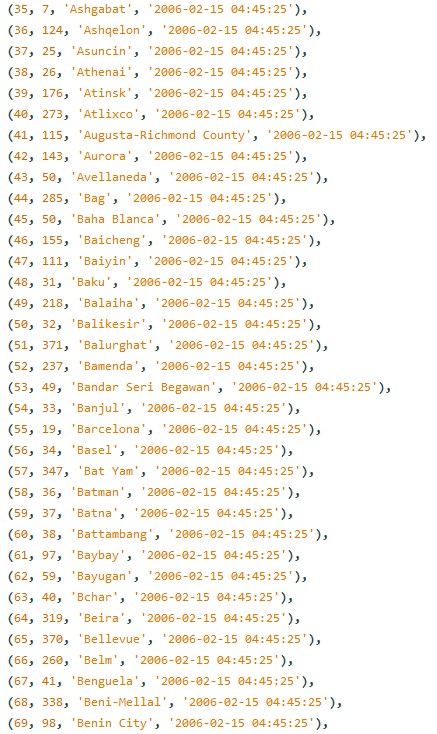 (35, 7, 'Ashgabat', '2006-02-15 04:45:25'),
(36, 124, 'Ashqelon', '2006-02-15 04:45:25'),
(37, 25, 'Asuncin', '2006-02-15 04:45:25'),
(38, 26, 'Athenai', '2006-02-15 04:45:25'),
(39, 176, 'Atinsk', '2006-02-15 04:45:25'),
(40, 273, 'Atlixco', '2006-02-15 04:45:25'),
(41, 115, 'Augusta-Richmond County', '2006-02-15 04:45:25'),
(42, 143, 'Aurora', '2006-02-15 04:45:25'),
(43, 50, 'Avellaneda', '2006-02-15 04:45:25'),
(44, 285, 'Bag', '2006-02-15 04:45:25'),
(45, 50, 'Baha Blanca', '2006-02-15 04:45:25'),
(46, 155, 'Baicheng', '2006-02-15 04:45:25'),
(47, 111, 'Baiyin', '2006-02-15 04:45:25'),
(48, 31, 'Baku', '2006-02-15 04:45:25'),
(49, 218, 'Balaiha', '2006-02-15 04:45:25'),
(50, 32, 'Balikesir', '2006-02-15 04:45:25'),
(51, 371, 'Balurghat', '2006-02-15 04:45:25'),
(52, 237, 'Bamenda', '2006-02-15 04:45:25'),
(53, 49, 'Bandar Seri Begawan', '2006-02-15 04:45:25'),
(54, 33, 'Banjul', '2006-02-15 04:45:25'),
(55, 19, 'Barcelona', '2006-02-15 04:45:25'),
(56, 34, 'Basel', '2006-02-15 04:45:25'),
(57, 347, 'Bat Yam', '2006-02-15 04:45:25'),
(58, 36, 'Batman', '2006-02-15 04:45:25'),
(59, 37, 'Batna', '2006-02-15 04:45:25'),
(60, 38, 'Battambang', '2006-02-15 04:45:25'),
(61, 97, 'Baybay', '2006-02-15 04:45:25'),
(62, 59, 'Bayugan', '2006-02-15 04:45:25'),
(63, 40, 'Bchar', '2006-02-15 04:45:25'),
(64, 319, 'Beira', '2006-02-15 04:45:25'),
(65, 370, 'Bellevue', '2006-02-15 04:45:25'),
(66, 260, 'Belm', '2006-02-15 04:45:25'),
(67, 41, 'Benguela', '2006-02-15 04:45:25'),
(68, 338, 'Beni-Mellal', '2006-02-15 04:45:25'),
(69, 98, 'Benin City', '2006-02-15 04:45:25'),